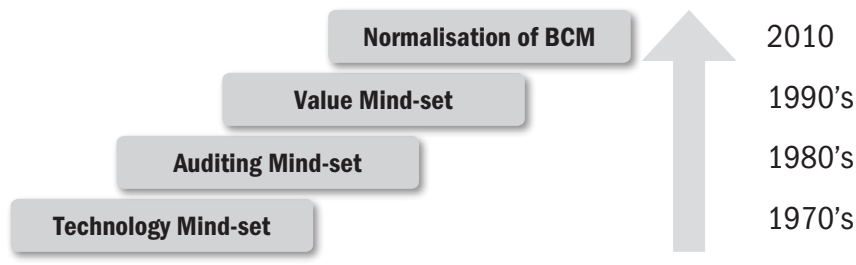 Normalisation of BCM
2010
Value Mind-set
1990's
Auditing Mind-set
1980's
Technology Mind-set
1970's